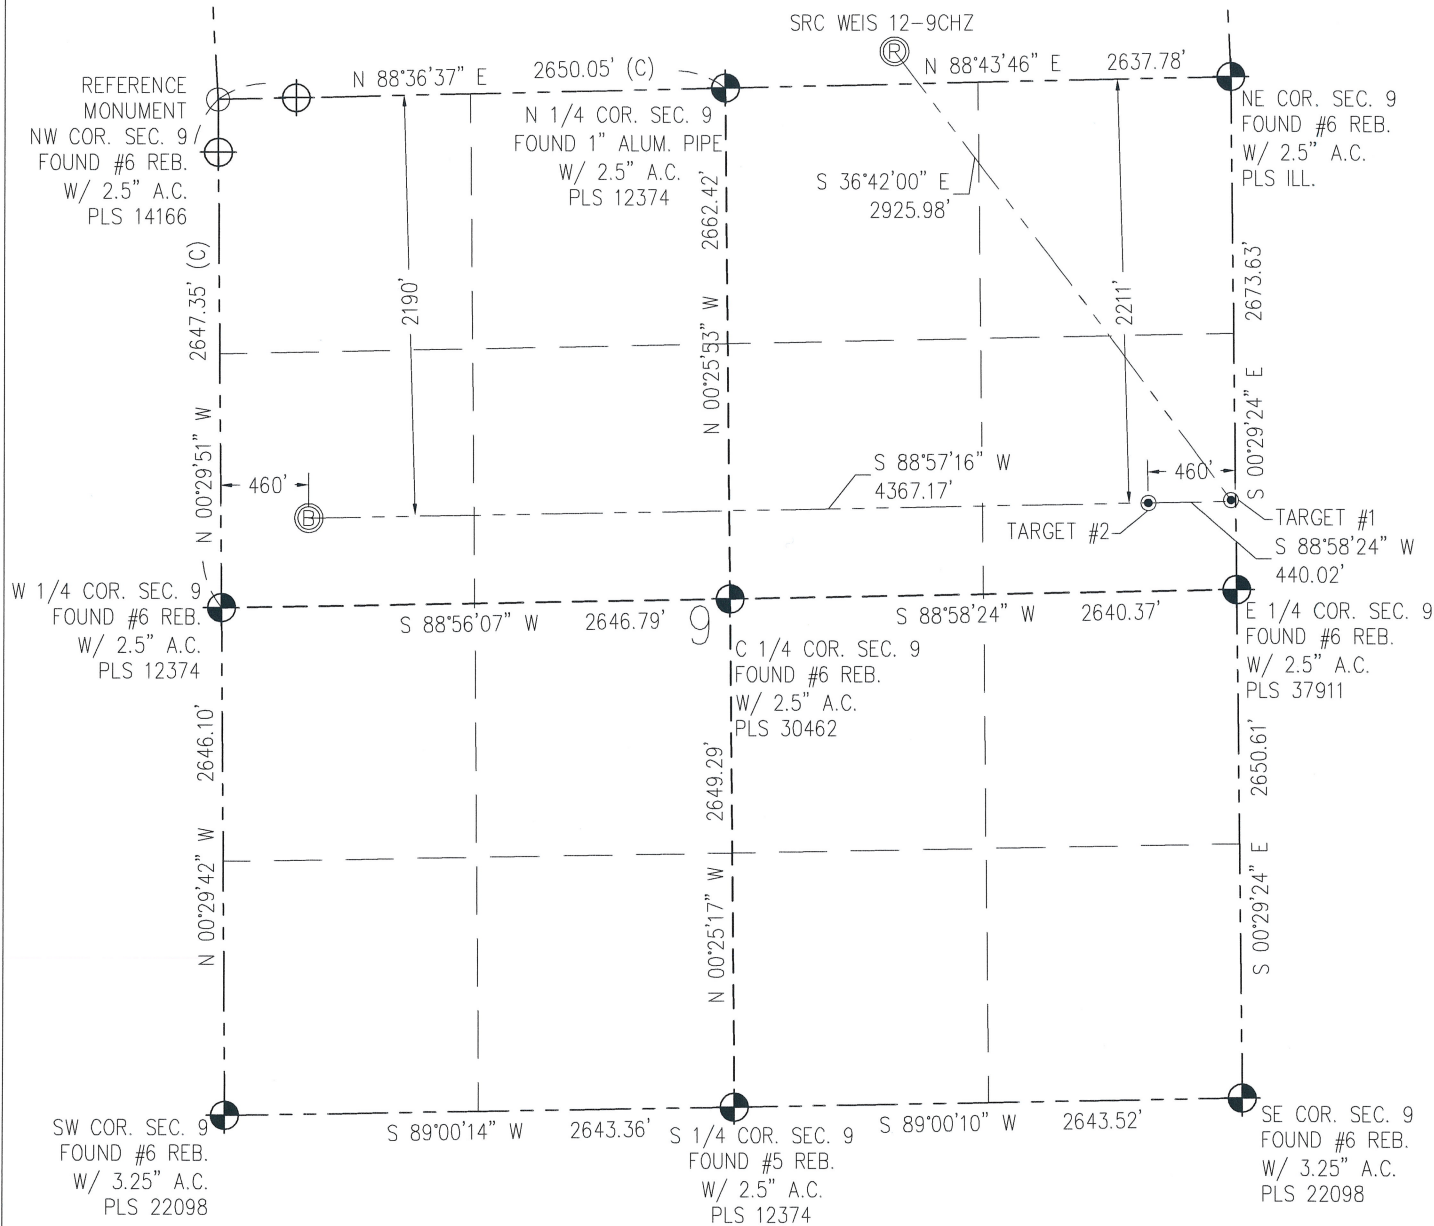 SRC WEIS 12-9CHZ
R
N 88°36'37" E 2650.05' (C)
N 88°43'46" E 2637.78'
REFERENCE
MONUMENT
NW COR. SEC. 9
FOUND #6 REB.
W/ 2.5" A.C.
PLS 14166
N 1/4 COR. SEC. 9
FOUND 1" ALUM. PIPE
W/ 2.5" A.C.
PLS 12374
NE COR. SEC. 9
FOUND #6 REB.
W/ 2.5" A.C.
PLS ILL.
S 36°42'00" E
2925.98'
N 00°29'51" W 2647.35' (C)
2190'
N 00°25'53" W 2662.42'
2211'
S 00°29'24" E 2673.63'
460'
B
S 88°57'16" W
4367.17'
460'
TARGET #2
TARGET #1
S 88°58'24" W
440.02'
W 1/4 COR. SEC. 9
FOUND #6 REB.
W/ 2.5" A.C.
PLS 12374
S 88°56'07" W 2646.79'
9
S 88°58'24" W 2640.37'
C 1/4 COR. SEC. 9
FOUND #6 REB.
W/ 2.5" A.C.
PLS 30462
E 1/4 COR. SEC. 9
FOUND #6 REB.
W/ 2.5" A.C.
PLS 37911
N 00°29'42" W 2646.10'
N 00°25'17" W 2649.29'
S 00°29'24" E 2650.61'
SW COR. SEC. 9
FOUND #6 REB.
W/ 3.25" A.C.
PLS 22098
S 89°00'14" W 2643.36'
S 1/4 COR. SEC. 9
FOUND #5 REB.
W/ 2.5" A.C.
PLS 12374
S 89°00'10" W 2643.52'
SE COR. SEC. 9
FOUND #6 REB.
W/ 3.25" A.C.
PLS 22098